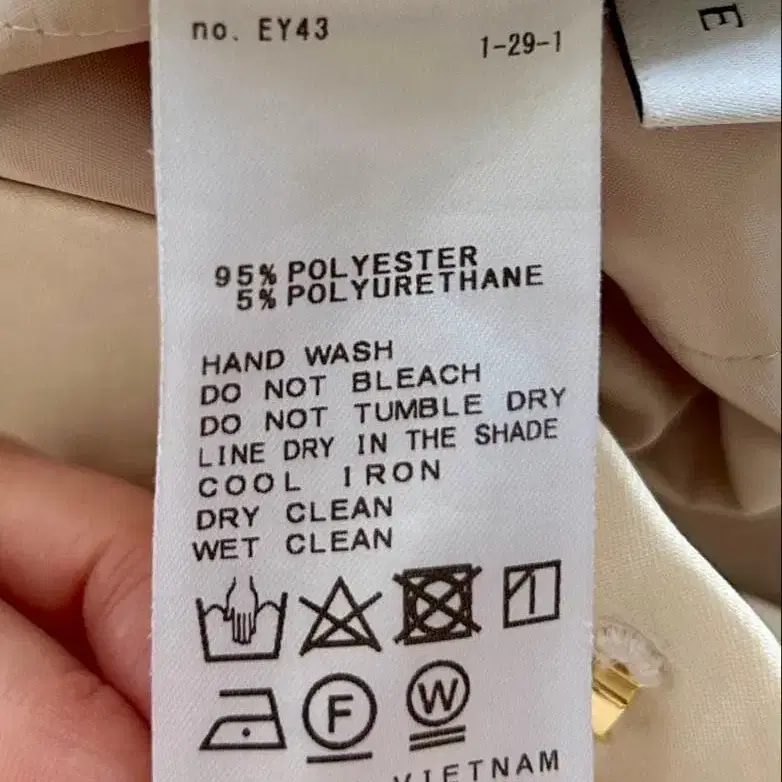 no. EY43
1-29-1
E
95% POLYESTER
5% POLYURETHANE
HAND WASH
DO NOT BLEACH
DO NOT TUMBLE DRY
LINE DRY IN THE SHADE
COOL IRON
DRY CLEAN
WET CLEAN
F
W
VIETNAM